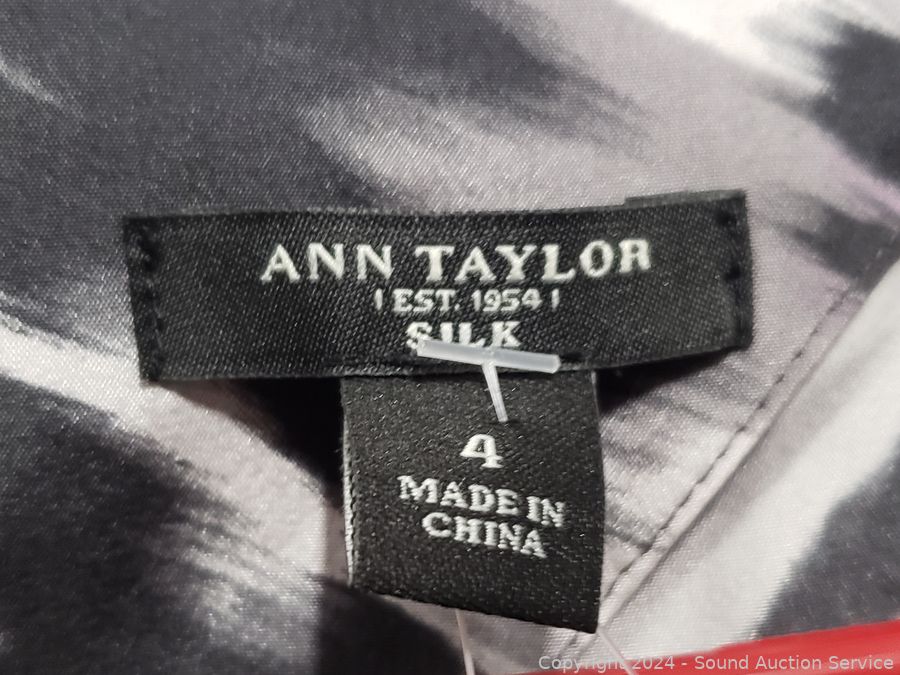 ANN TAYLOR
EST. 1954
SILK
4
MADE IN
CHINA
Copyright 2024 - Sound Auction Service